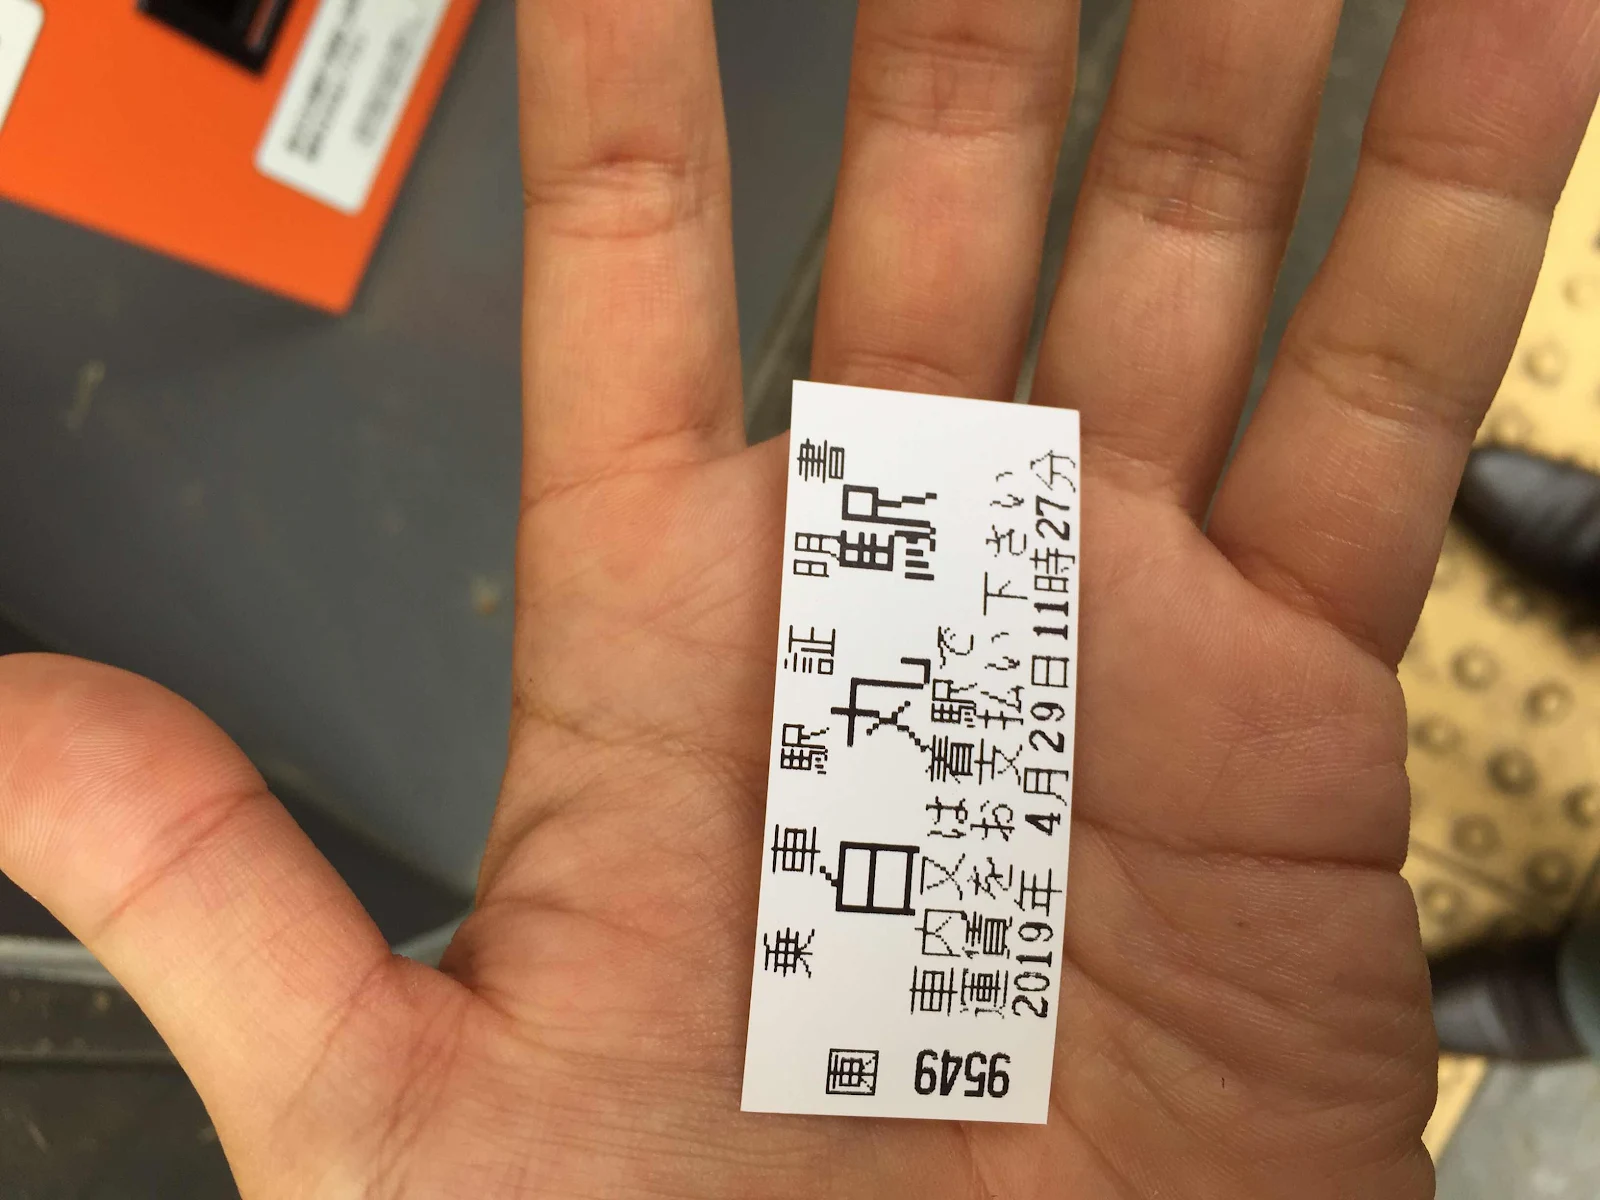 乗車駅証明書
白丸駅
車内又は着駅で
運賃をお支払い下さい
2019年 4月29日11時27分
東
9549